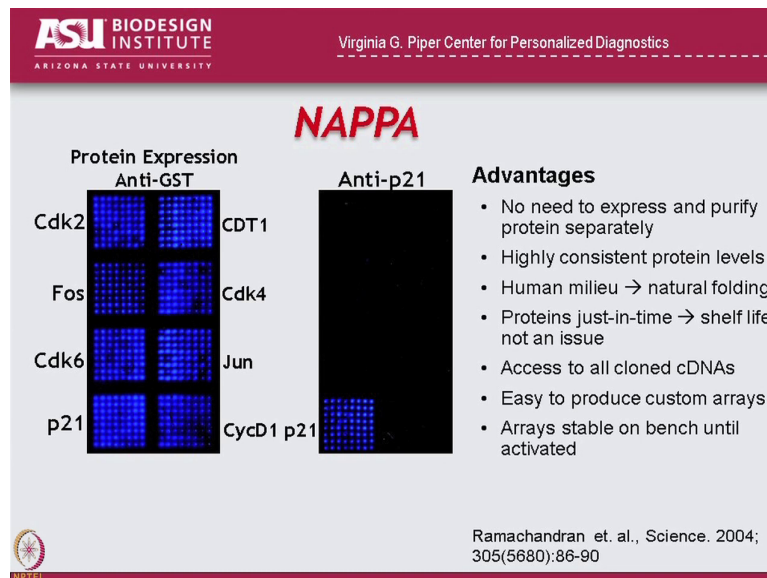 ASU BIODESIGN
INSTITUTE
ARIZONA STATE UNIVERSITY
Virginia G. Piper Center for Personalized Diagnostics
NAPPA
Protein Expression
Anti-GST
Anti-p21
Cdk2
CDT1
Fos
Cdk4
Cdk6
Jun
p21
CycD1
p21
Advantages
• No need to express and purify
protein separately
• Highly consistent protein levels
• Human milieu → natural folding
• Proteins just-in-time → shelf life
not an issue
• Access to all cloned cDNAs
• Easy to produce custom arrays
• Arrays stable on bench until
activated
Ramachandran et. al., Science. 2004;
305(5680):86-90
NPTEL